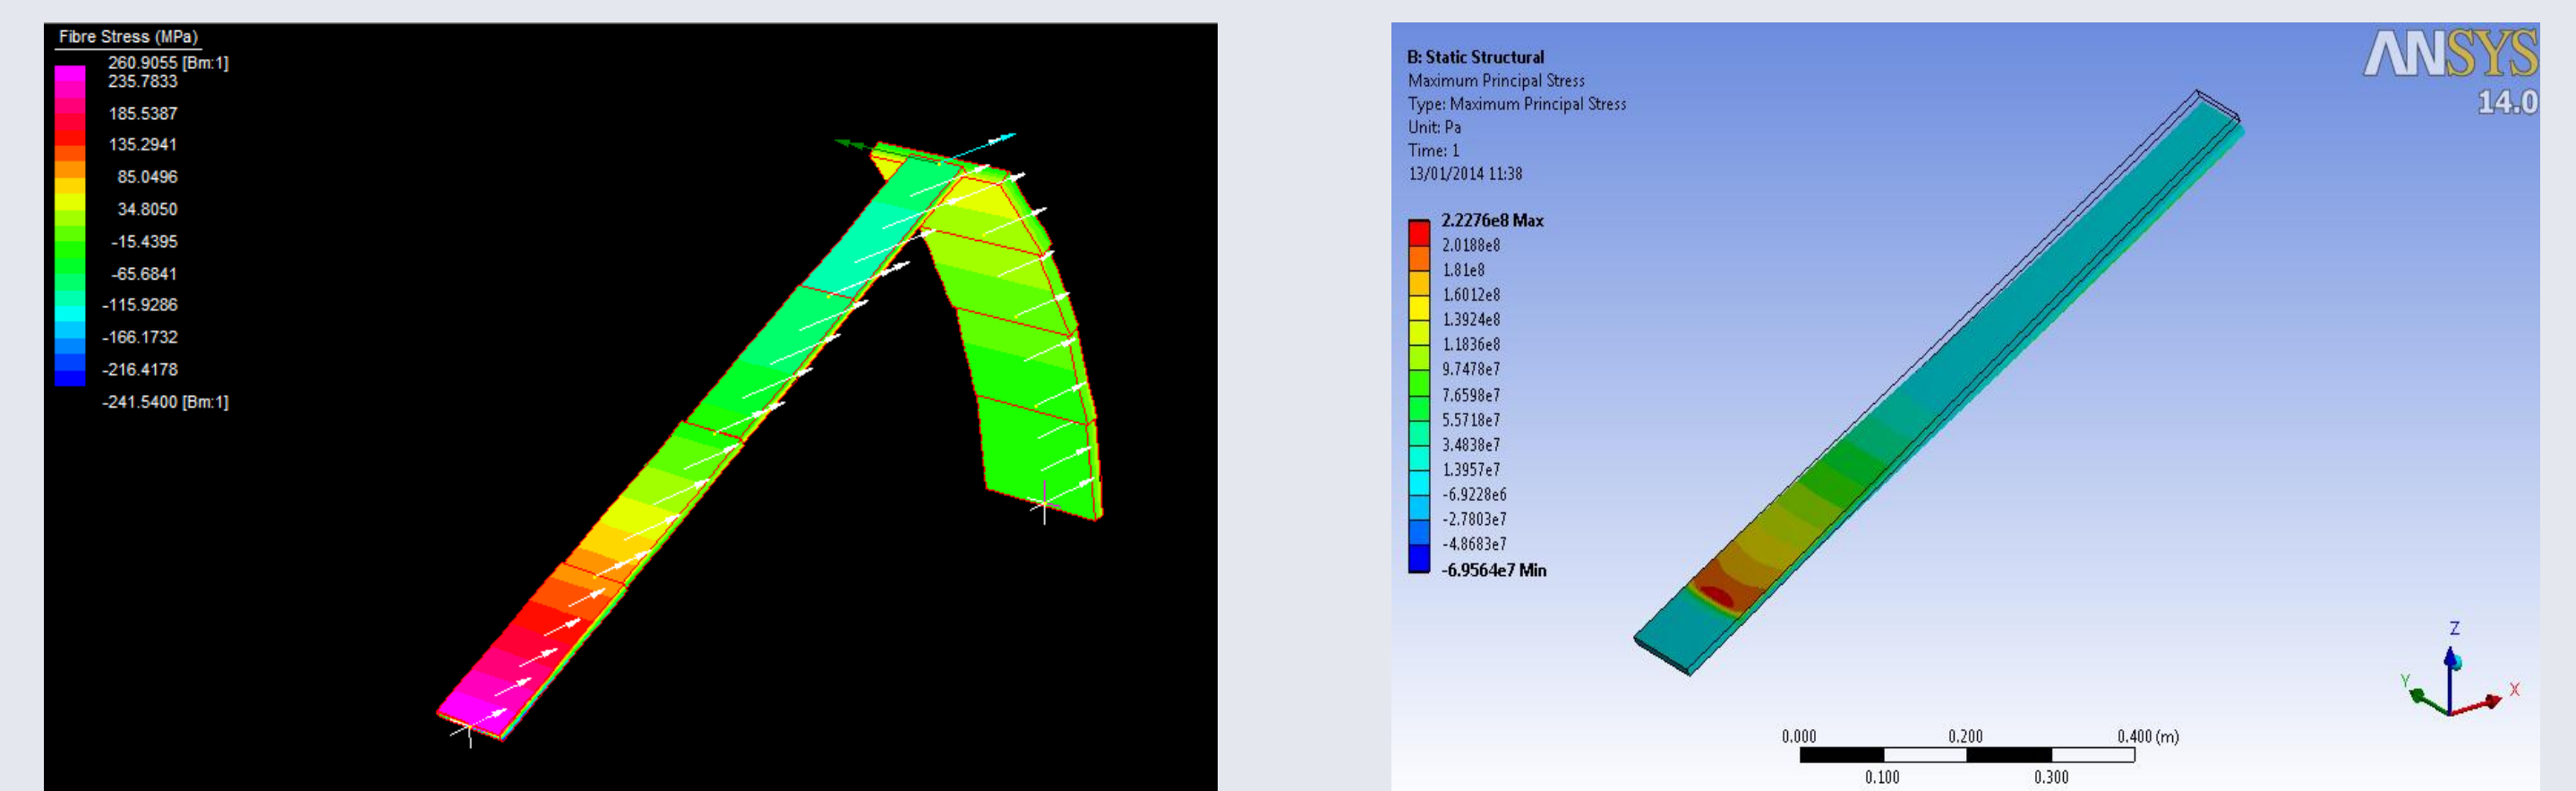 Fibre Stress (MPa)
260.9055 [Bm:1]
235.7833
185.5387
135.2941
85.0496
34.8050
-15.4395
-65.6841
-115.9286
-166.1732
-216.4178
-241.5400 [Bm:1]
B: Static Structural
Maximum Principal Stress
Type: Maximum Principal Stress
Unit: Pa
Time: 1
13/01/2014 11:38
2.2276e8 Max
2.0188e8
1.81e8
1.6012e8
1.3924e8
1.1836e8
9.7478e7
7.6598e7
5.5718e7
3.4838e7
1.3957e7
-6.9228e6
-2.7803e7
-4.8683e7
-6.9564e7 Min
ANSYS
14.0
Z
Y
X
0.000
0.200
0.400 (m)
0.100
0.300